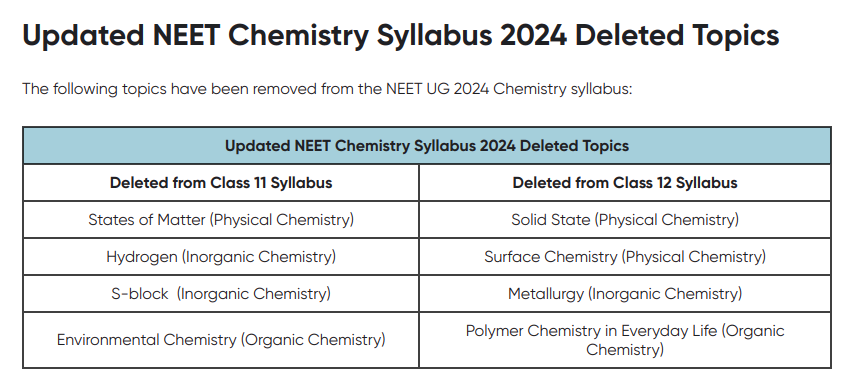 Updated NEET Chemistry Syllabus 2024 Deleted Topics
The following topics have been removed from the NEET UG 2024 Chemistry syllabus:
Updated NEET Chemistry Syllabus 2024 Deleted Topics
Deleted from Class 11 Syllabus
Deleted from Class 12 Syllabus
States of Matter (Physical Chemistry)
Solid State (Physical Chemistry)
Hydrogen (Inorganic Chemistry)
Surface Chemistry (Physical Chemistry)
S-block (Inorganic Chemistry)
Metallurgy (Inorganic Chemistry)
Environmental Chemistry (Organic Chemistry)
Polymer Chemistry in Everyday Life (Organic
Chemistry)